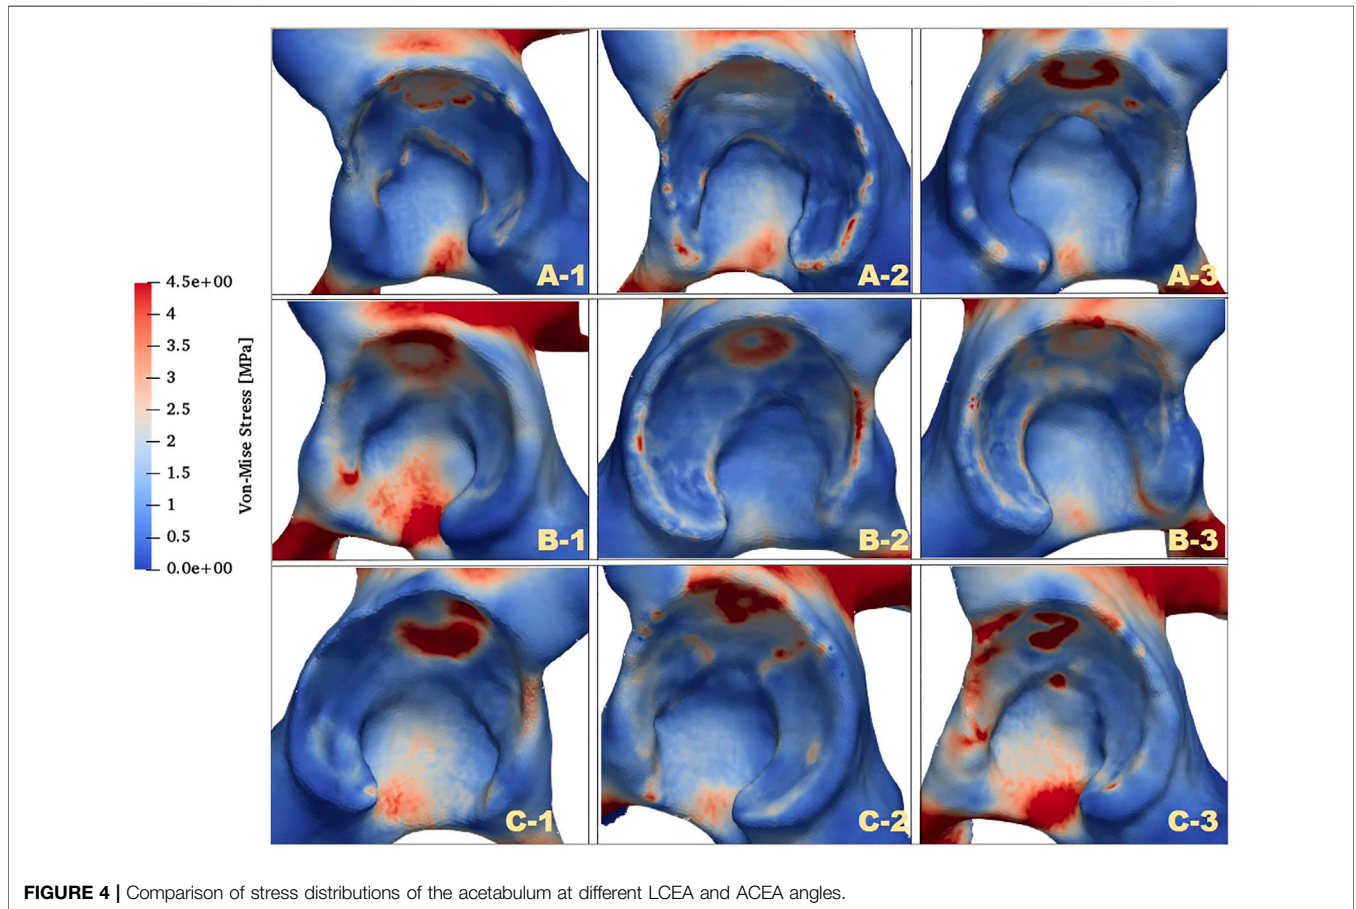 A-1
A-2
A-3
4.5e+00
4
3.5
3
2.5
2
1.5
1
0.5
0.0e+00
Von-Mise Stress [MPa]
B-1
B-2
B-3
C-1
C-2
C-3
FIGURE 4 | Comparison of stress distributions of the acetabulum at different LCEA and ACEA angles.